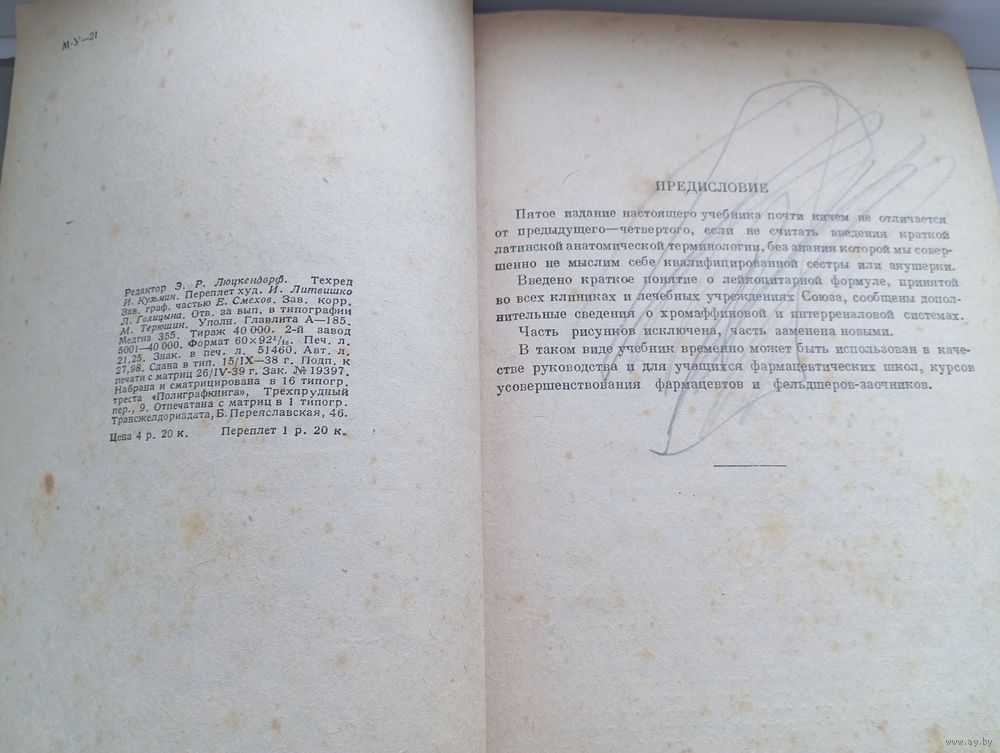 М-У—21
Редактор Э. Р. Люцкендорф. Техред
И. Кузьмин. Переплет худ. И. Литвишко
Зав. граф. частью Е. Смехов. Зав. корр.
Л. Голицына. Отв. за вып. в типографии
М. Терюшин. Уполн. Главлита А—185.
Медгиз 355. Тираж 40 000. 2-й завод
5001—40 000. Формат 60×92¹/₁₆. Печ. л.
21,25. Знак. в печ. л. 51460. Авт. л.
27,98. Сдана в тип. 15/IX—38 г. Подп. к
печати с матриц 26/IV-39 г. Зак. № 19397.
Набрана и сматрицирована в 16 типогр.
треста «Полиграфкнига», Трехпрудный
пер., 9. Отпечатана с матриц в 1 типогр.
Трансжелдориздата, Б. Переяславская, 46.
Цена 4 р. 20 к. Переплет 1 р. 20 к.
ПРЕДИСЛОВИЕ
Пятое издание настоящего учебника почти ничем не отличается
от предыдущего—четвертого, если не считать введения краткой
латинской анатомической терминологии, без знания которой мы совер-
шенно не мыслим себе квалифицированной сестры или акушерки.
Введено краткое понятие о лейкоцитарной формуле, принятой
во всех клиниках и лечебных учреждениях Союза, сообщены допол-
нительные сведения о хромаффиновой и интерреналовой системах.
Часть рисунков исключена, часть заменена новыми.
В таком виде учебник временно может быть использован в каче-
стве руководства и для учащихся фармацевтических школ, курсов
усовершенствования фармацевтов и фельдшеров-заочников.
www.ay.by